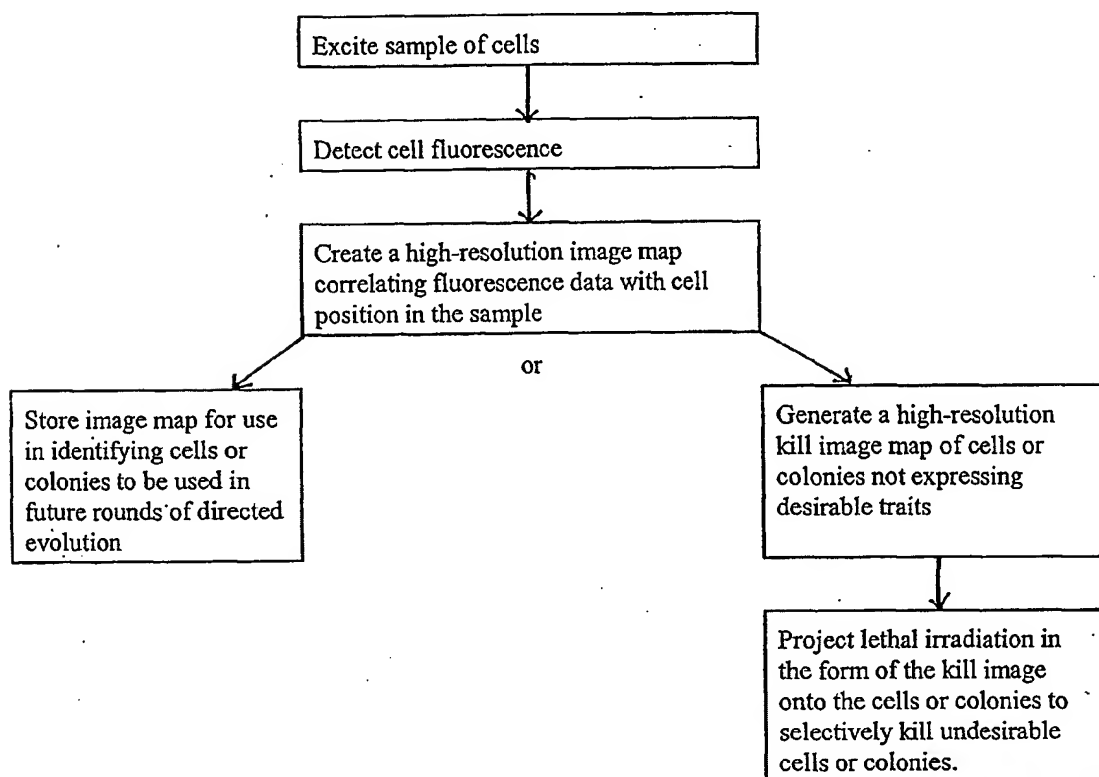 Excite sample of cells
Detect cell fluorescence
Create a high-resolution image map
correlating fluorescence data with cell
position in the sample
or
Store image map for use
in identifying cells or
colonies to be used in
future rounds of directed
evolution
Generate a high-resolution
kill image map of cells or
colonies not expressing
desirable traits
Project lethal irradiation in
the form of the kill image
onto the cells or colonies to
selectively kill undesirable
cells or colonies.